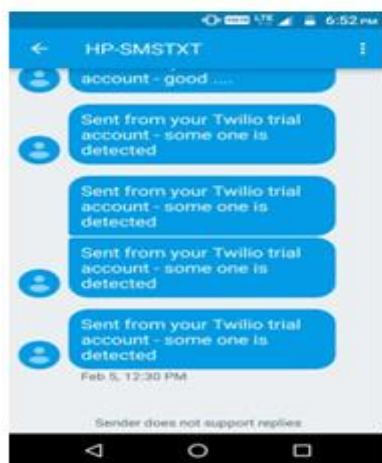 LTE 6:52 PM
HP-SMSTXT
account - good ....
Sent from your Twilio trial
account - some one is
detected
Sent from your Twilio trial
account - some one is
detected
Sent from your Twilio trial
account - some one is
detected
Sent from your Twilio trial
account - some one is
detected
Feb 5, 12:30 PM
Sender does not support replies